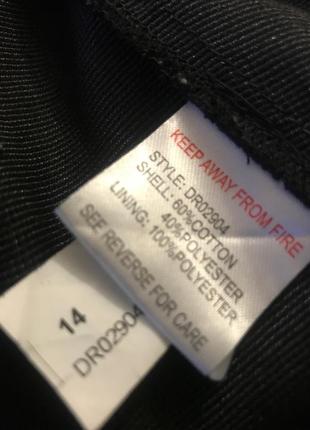 KEEP AWAY FROM FIRE
STYLE: DR02904
SHELL: 60%COTTON
40%POLYESTER
LINING: 100%POLYESTER
SEE REVERSE FOR CARE
14
DR02904